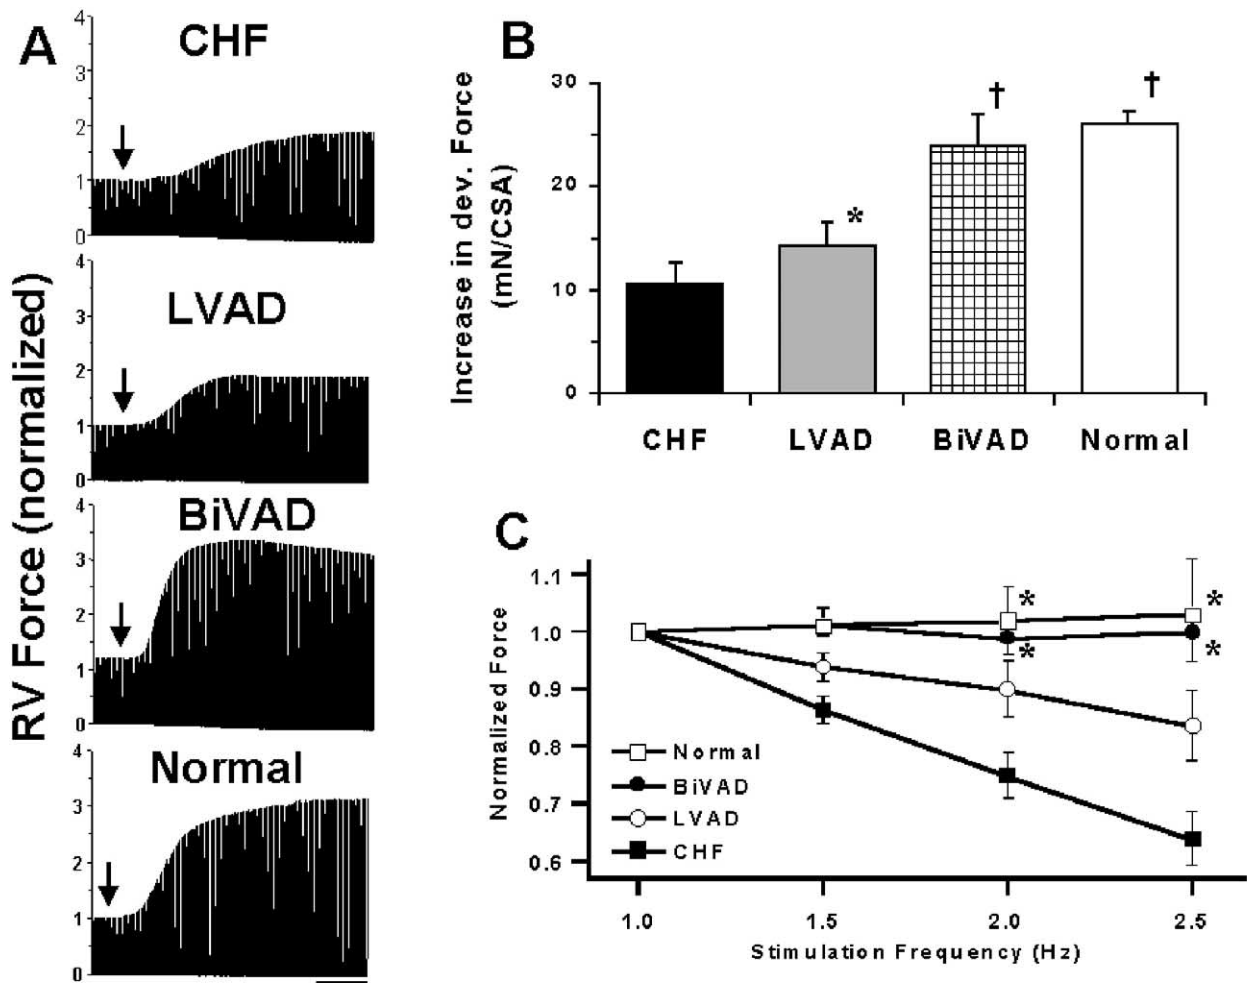 A
CHF
4
3
2
1
0
LVAD
4
3
2
1
0
BiVAD
4
3
2
1
0
Normal
4
3
2
1
0
RV Force (normalized)
B
Increase in dev. Force
(mN/CSA)
30
20
10
0
*
†
†
CHF LVAD BiVAD Normal
C
Normalized Force
1.1
1.0
0.9
0.8
0.7
0.6
* *
* *
Normal
BiVAD
LVAD
CHF
1.0 1.5 2.0 2.5
Stimulation Frequency (Hz)